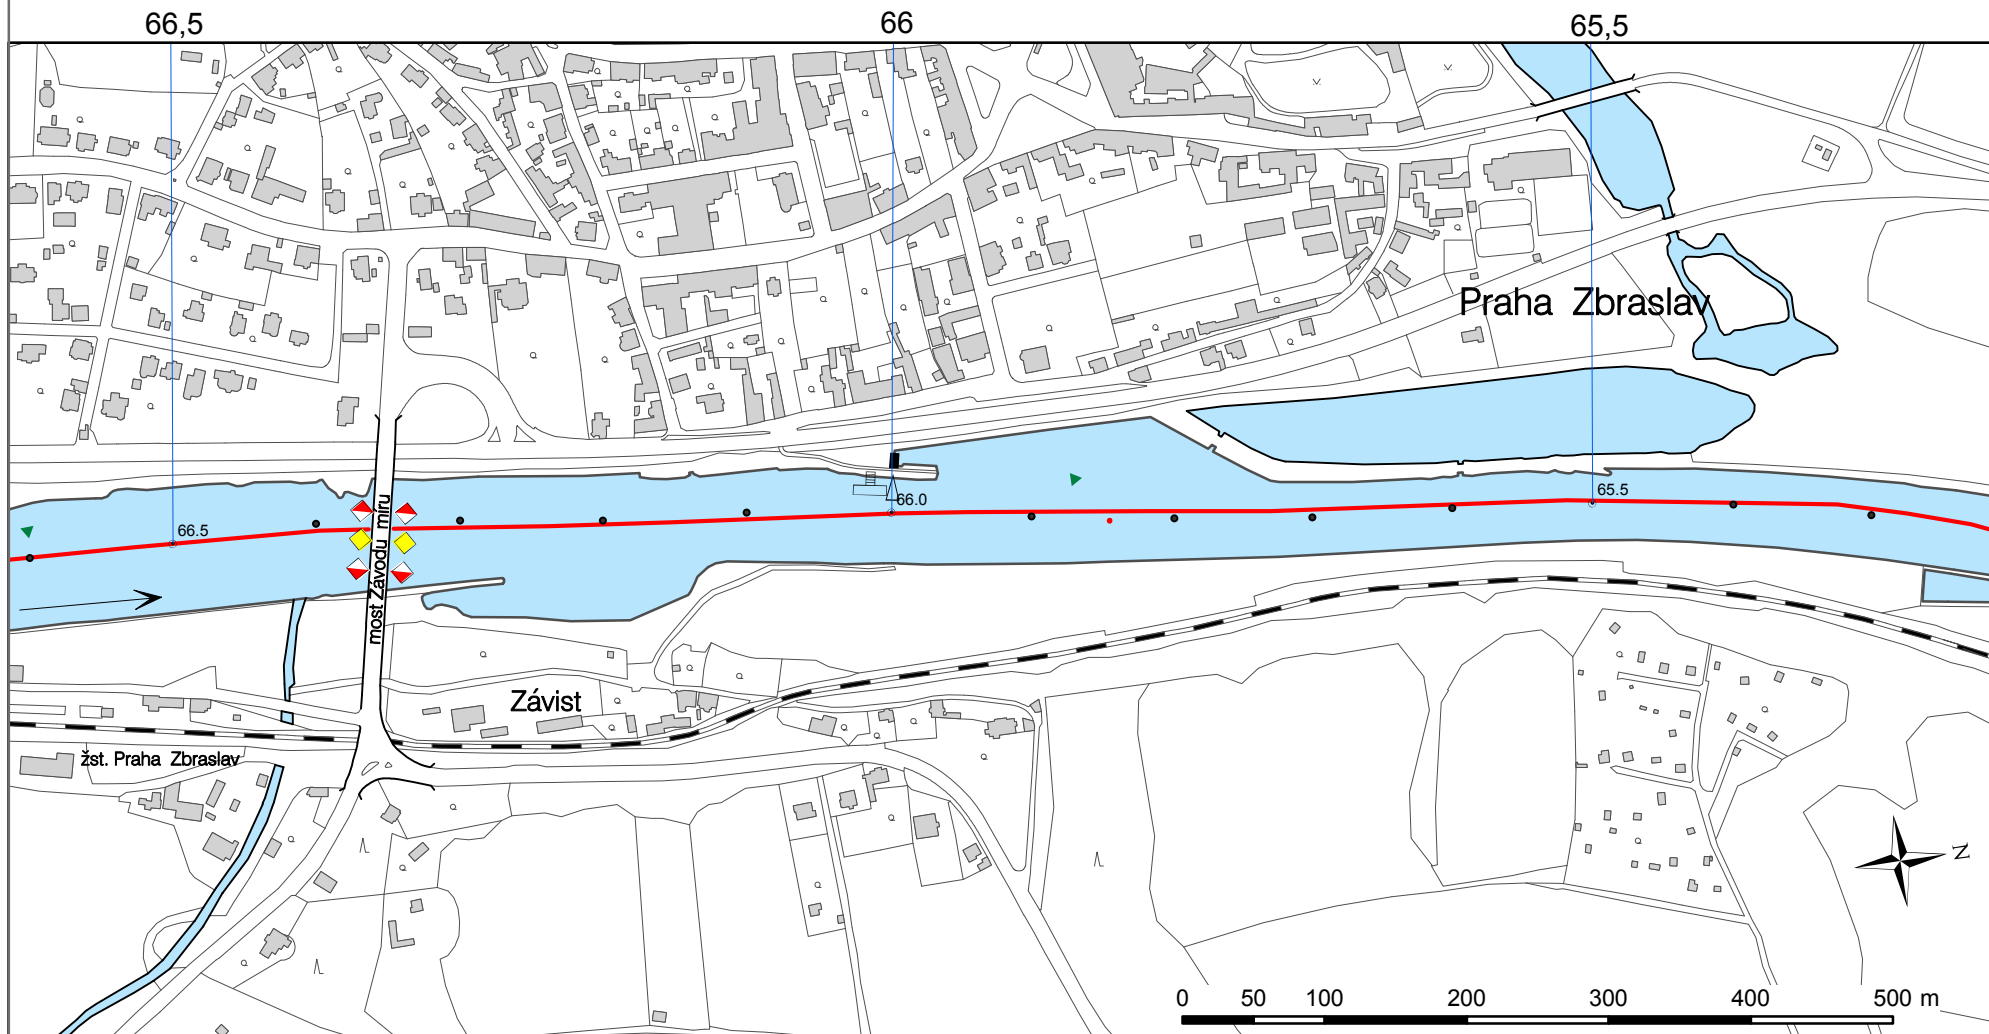 66,5
66
65,5
Praha Zbraslav
66.0
65.5
66.5
most Závodu míru
Závist
žst. Praha Zbraslav
N
0 50 100 200 300 400 500 m